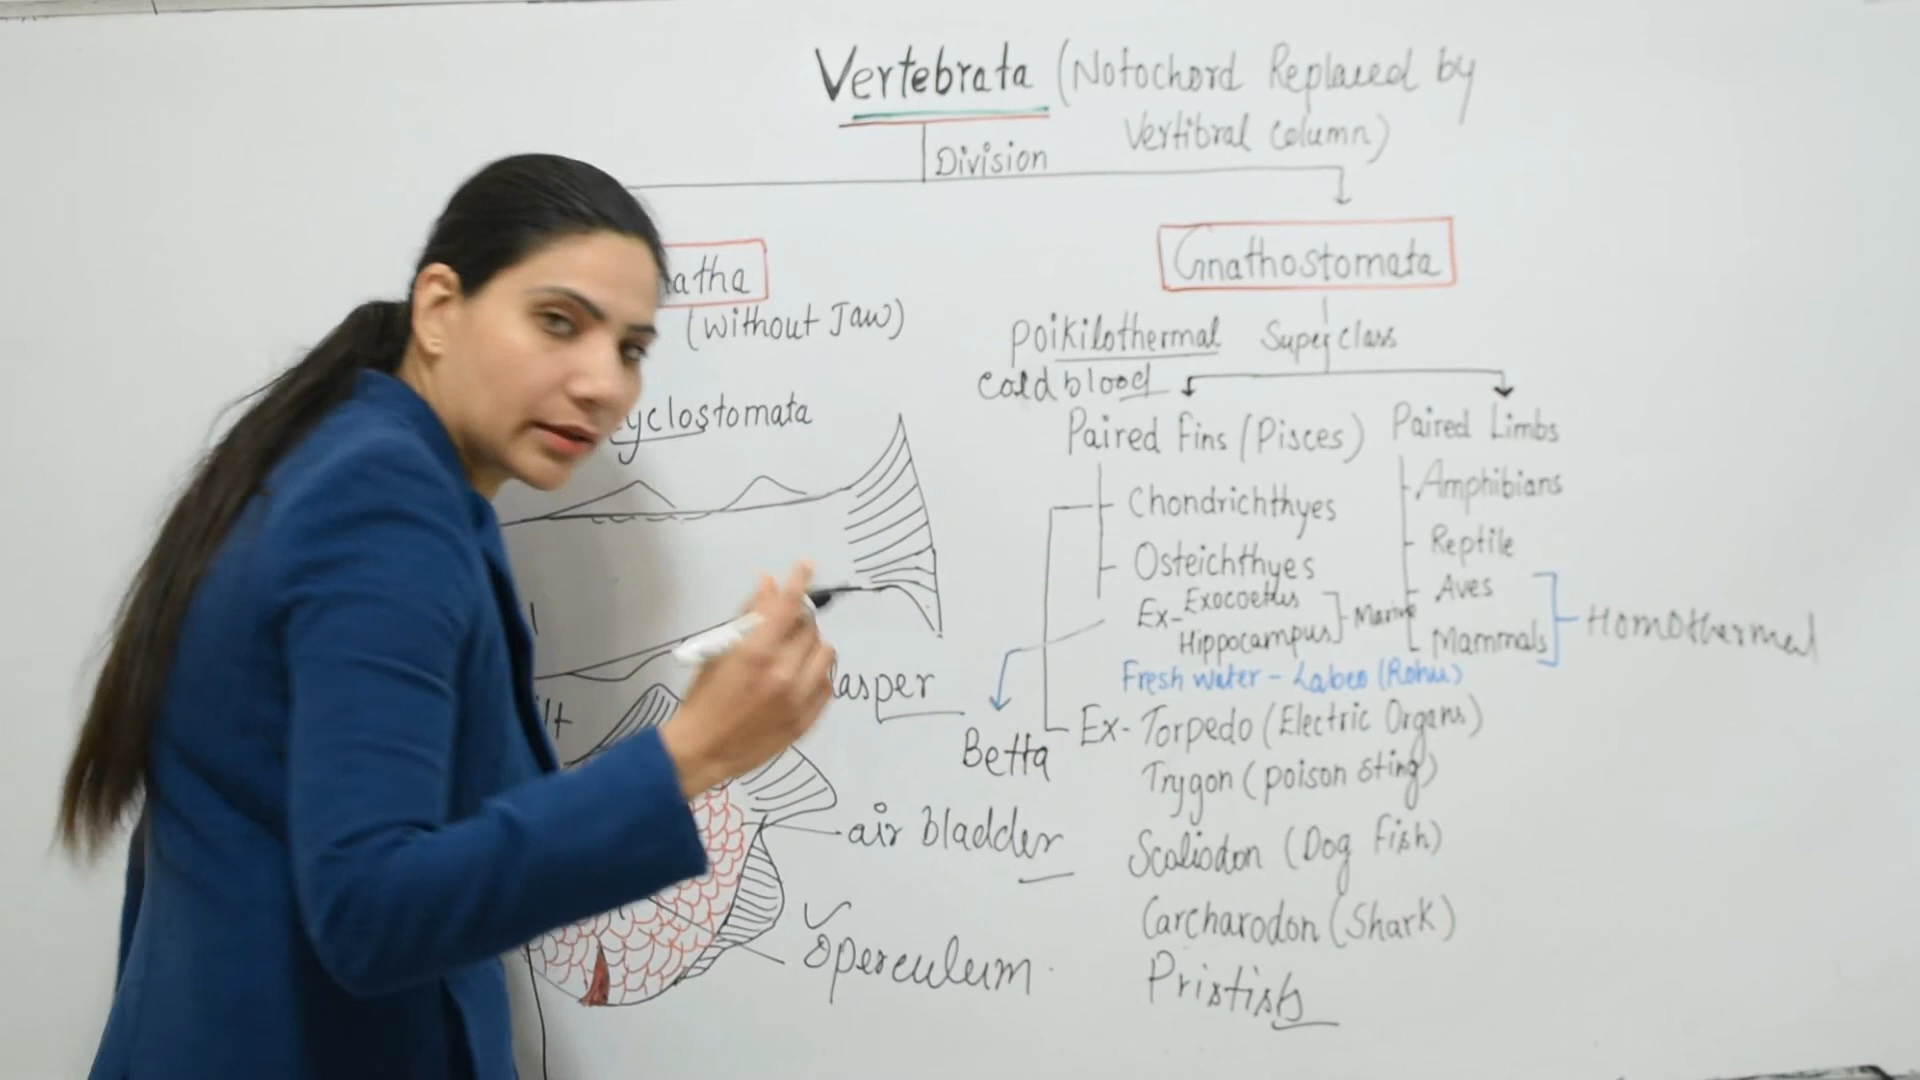 Vertebrata (Notochord Replaced by
Vertibral Column)
Division
atha
(Without Jaw)
yclostomata
Gnathostomata
Poikilothermal
Cold blood
Super class
Paired Fins (Pisces)
Chondrichthyes
Osteichthyes
Ex- Exocoetus
Hippocampus
Marine
Fresh Water - Labeo (Rohu)
Betta
Paired Limbs
Amphibians
Reptile
Aves
Mammals
Homothermal
Ex- Torpedo (Electric Organs)
Trygon (poison sting)
Scoliodon (Dog Fish)
Carcharodon (Shark)
Pristis
lasper
air bladder
Operculum